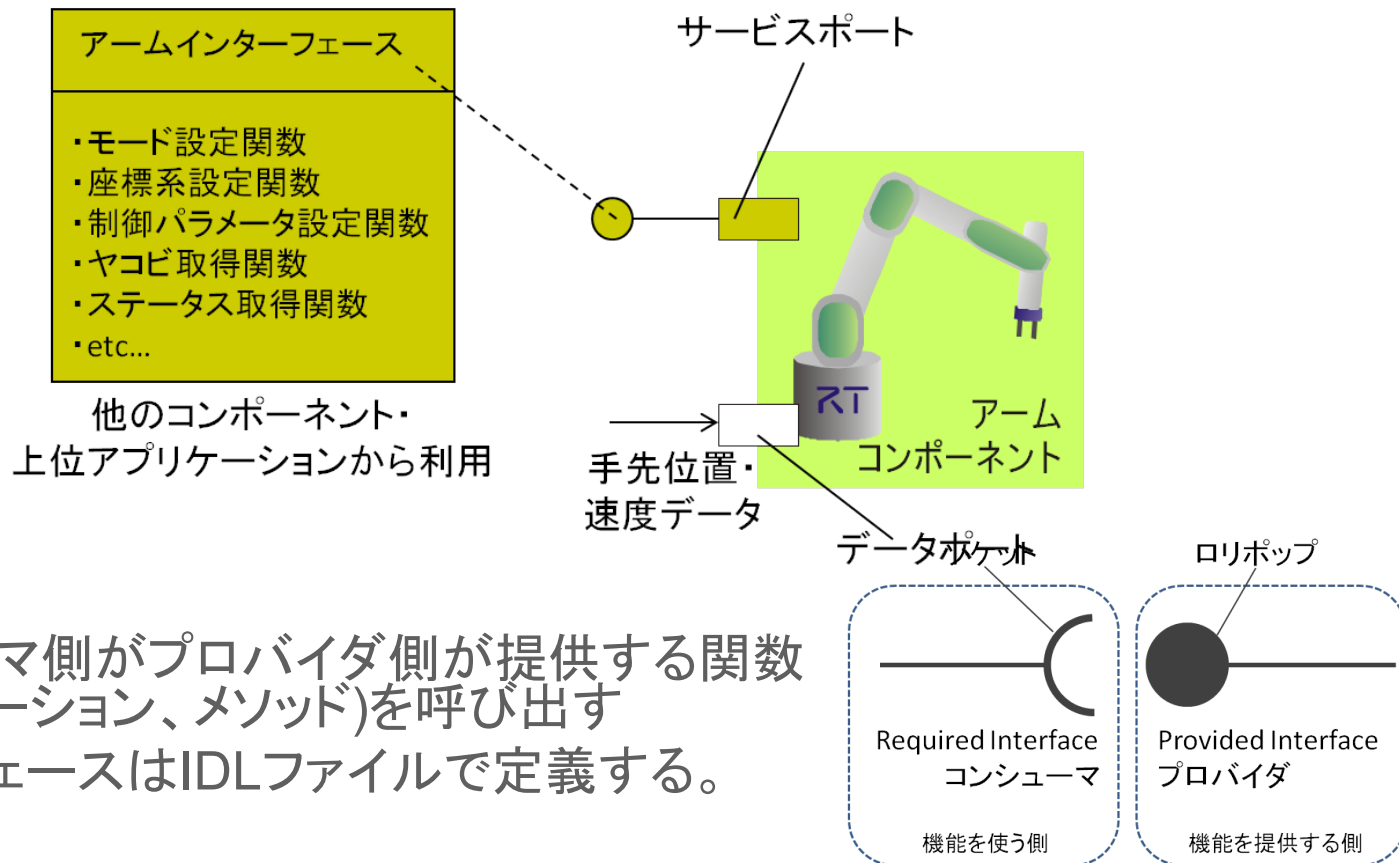 アームインターフェース
・モード設定関数
・座標系設定関数
・制御パラメータ設定関数
・ヤコビ取得関数
・ステータス取得関数
・etc...
他のコンポーネント・
上位アプリケーションから利用
サービスポート
RT
アーム
コンポーネント
手先位置・
速度データ
データポート
ソケット
ロリポップ
マ側がプロバイダ側が提供する関数
ーション、メソッド)を呼び出す
ェースはIDLファイルで定義する。
Required Interface
コンシューマ
機能を使う側
Provided Interface
プロバイダ
機能を提供する側